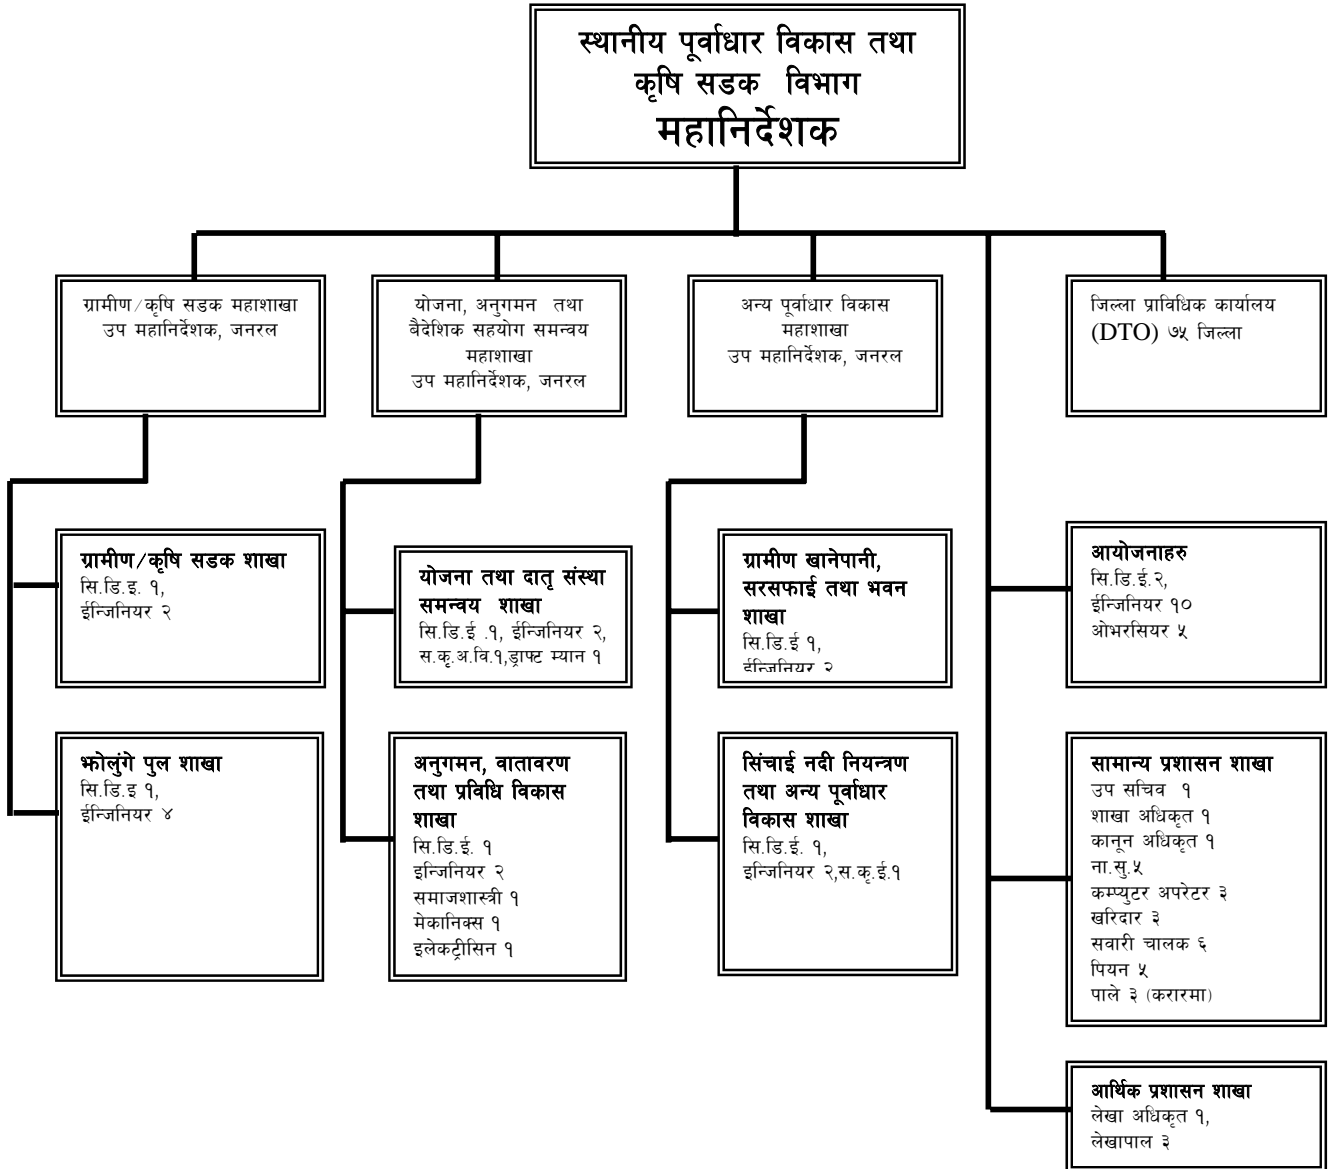 स्थानीय पूर्वाधार विकास तथा
कृषि सडक विभाग
महानिर्देशक
ग्रामीण/कृषि सडक महाशाखा
उप महानिर्देशक, जनरल
योजना, अनुगमन तथा
बैदेशिक सहयोग समन्वय
महाशाखा
उप महानिर्देशक, जनरल
अन्य पूर्वाधार विकास
महाशाखा
उप महानिर्देशक, जनरल
जिल्ला प्राविधिक कार्यालय
(DTO) ७५ जिल्ला
ग्रामीण/कृषि सडक शाखा
सि.डि.इ. १,
ईन्जिनियर २
योजना तथा दातृ संस्था
समन्वय शाखा
सि.डि.ई .१, ईन्जिनियर २,
स.कृ.अ.वि.१,ड्राफ्ट म्यान १
ग्रामीण खानेपानी,
सरसफाई तथा भवन
शाखा
सि.डि.ई १,
ईन्जिनियर २
आयोजनाहरु
सि.डि.ई.२,
ईन्जिनियर १०
ओभरसियर ५
झोलुंगे पुल शाखा
सि.डि.इ १,
ईन्जिनियर ४
अनुगमन, वातावरण
तथा प्रविधि विकास
शाखा
सि.डि.ई. १
इन्जिनियर २
समाजशास्त्री १
मेकानिक्स १
इलेकट्रीसिन १
सिंचाई नदी नियन्त्रण
तथा अन्य पूर्वाधार
विकास शाखा
सि.डि.ई. १,
इन्जिनियर २,स.कृ.ई.१
सामान्य प्रशासन शाखा
उप सचिव १
शाखा अधिकृत १
कानून अधिकृत १
ना.सु.५
कम्प्युटर अपरेटर ३
खरिदार ३
सवारी चालक ६
पियन ५
पाले ३ (करारमा)
आर्थिक प्रशासन शाखा
लेखा अधिकृत १,
लेखापाल ३